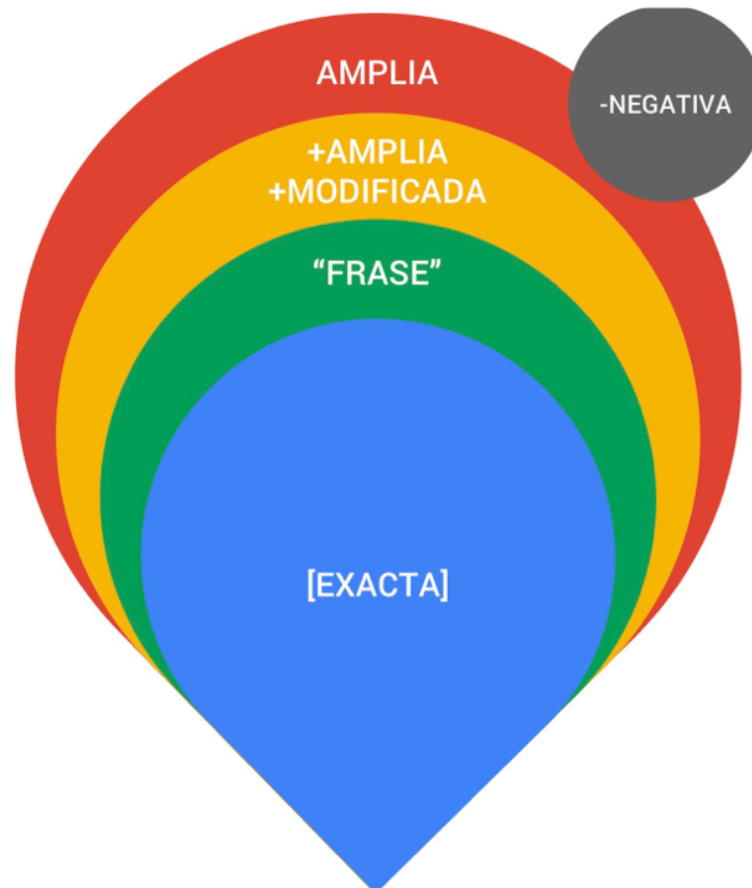 AMPLIA
-NEGATIVA
+AMPLIA
+MODIFICADA
“FRASE”
[EXACTA]